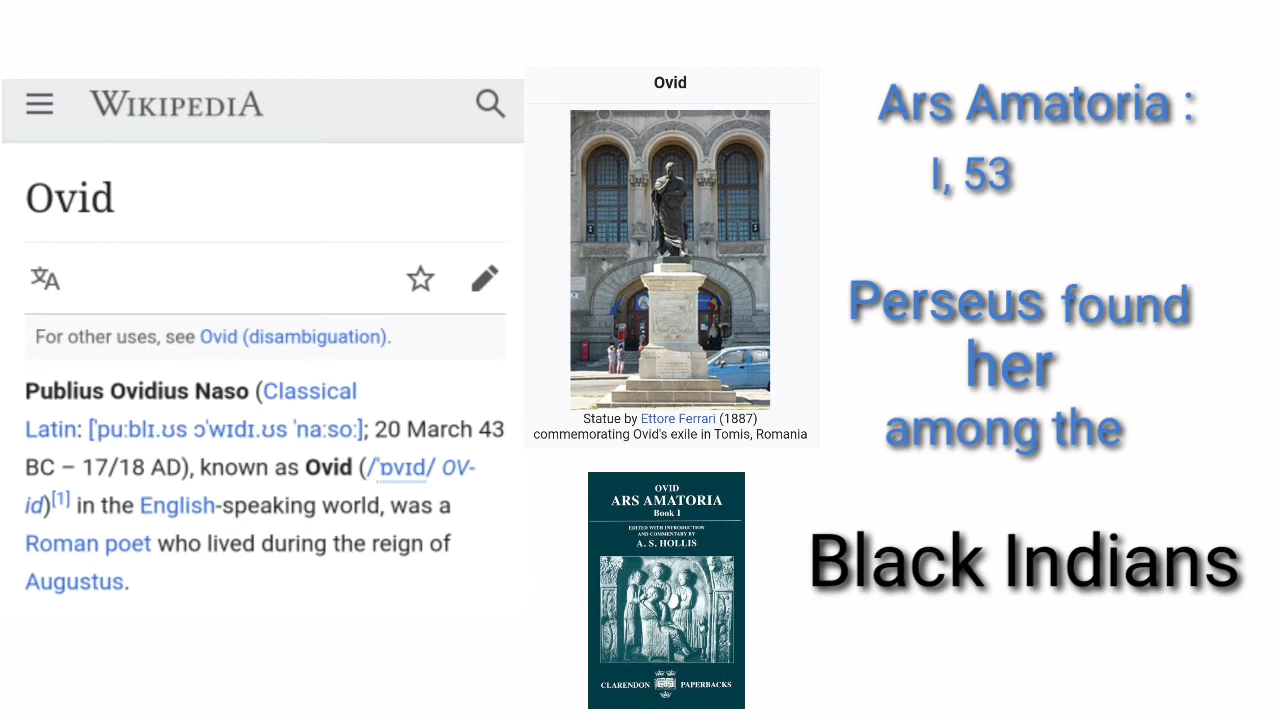 WIKIPEDIA
Ovid
For other uses, see Ovid (disambiguation).
Publius Ovidius Naso (Classical
Latin: [ˈpuːblɪ.ʊs ɔˈwɪdɪ.ʊs ˈnaːsoː]; 20 March 43
BC – 17/18 AD), known as Ovid (/ˈɒvɪd/ OV-
id)[1] in the English-speaking world, was a
Roman poet who lived during the reign of
Augustus.
Ovid
Statue by Ettore Ferrari (1887)
commemorating Ovid's exile in Tomis, Romania
OVID
ARS AMATORIA
Book I
EDITED WITH INTRODUCTION
AND COMMENTARY BY
A. S. HOLLIS
CLARENDON PAPERBACKS
Ars Amatoria :
I, 53
Perseus found
her
among the
Black Indians